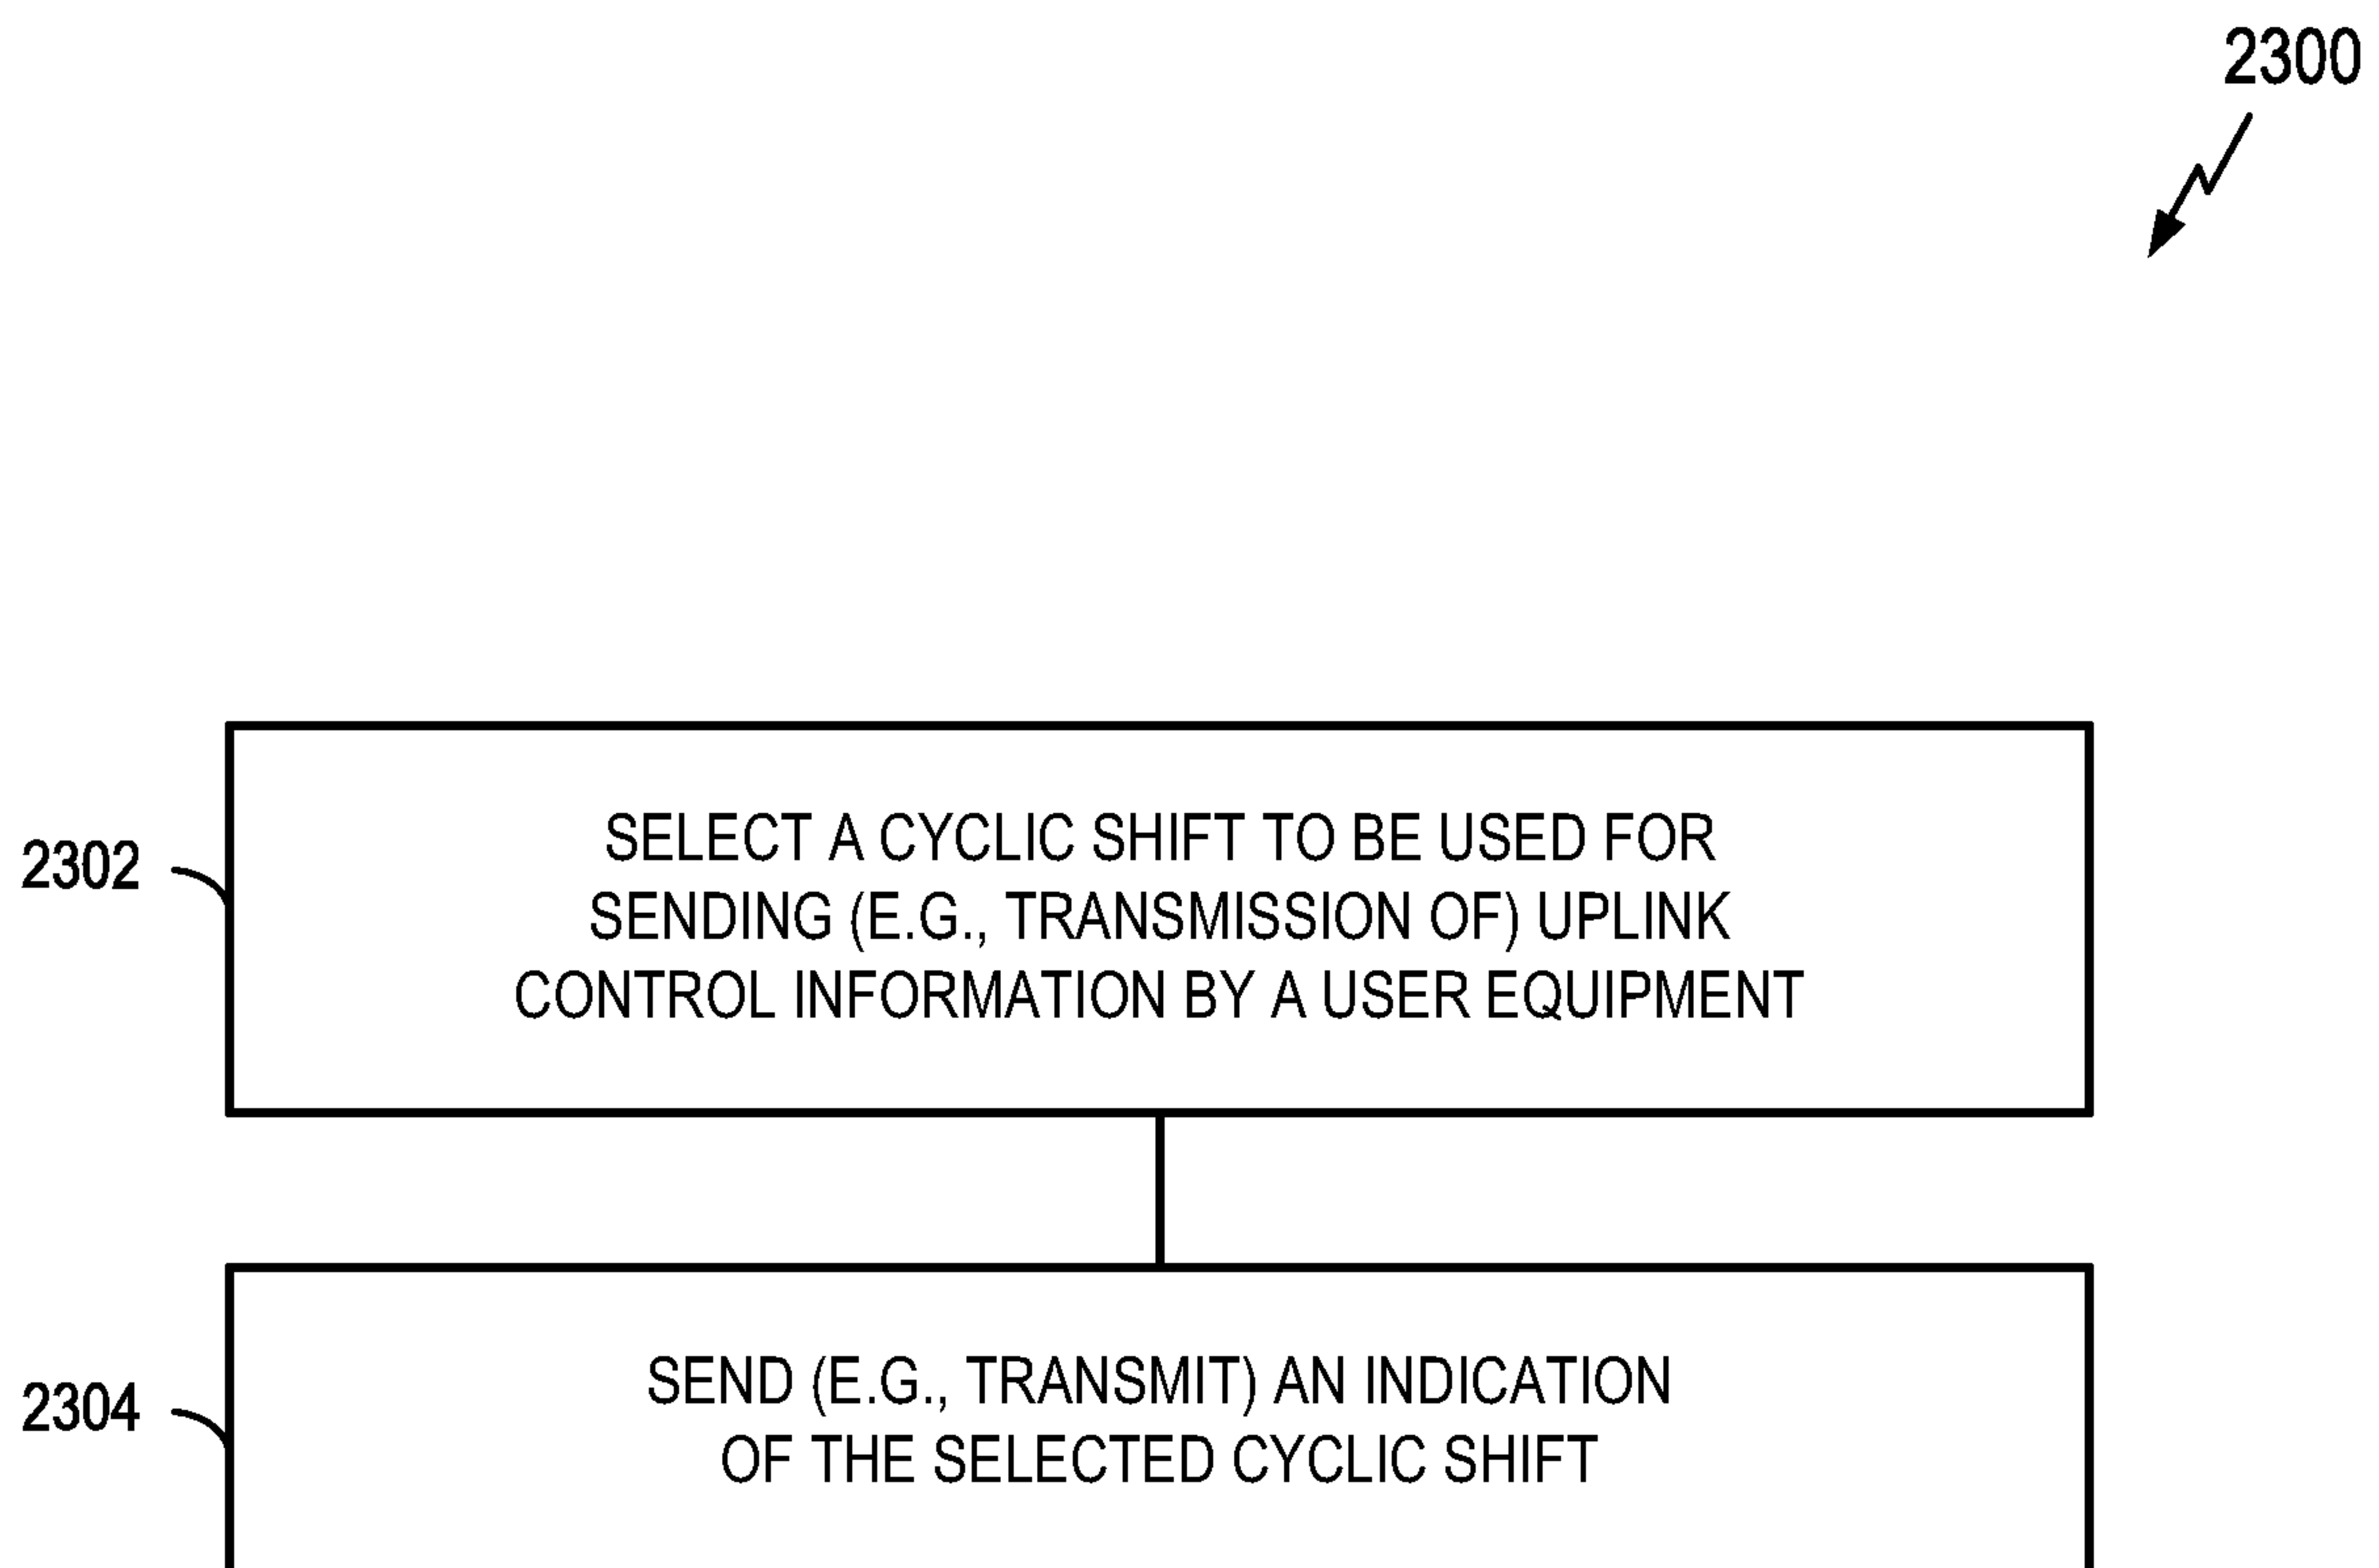 2300
2302
SELECT A CYCLIC SHIFT TO BE USED FOR
SENDING (E.G., TRANSMISSION OF) UPLINK
CONTROL INFORMATION BY A USER EQUIPMENT
2304
SEND (E.G., TRANSMIT) AN INDICATION
OF THE SELECTED CYCLIC SHIFT